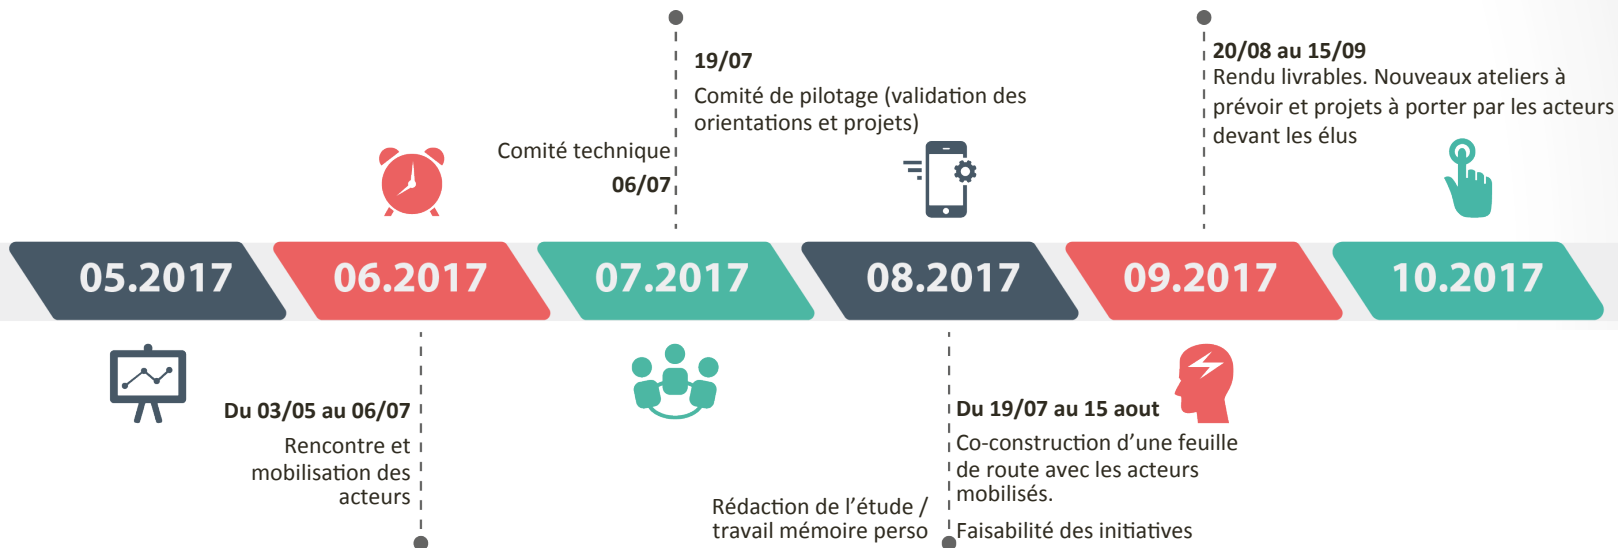 19/07
Comité de pilotage (validation des
orientations et projets)
Comité technique
06/07
20/08 au 15/09
Rendu livrables. Nouveaux ateliers à
prévoir et projets à porter par les acteurs
devant les élus
05.2017
06.2017
07.2017
08.2017
09.2017
10.2017
Du 03/05 au 06/07
Rencontre et
mobilisation des
acteurs
Rédaction de l’étude /
travail mémoire perso
Du 19/07 au 15 aout
Co-construction d’une feuille
de route avec les acteurs
mobilisés.
Faisabilité des initiatives